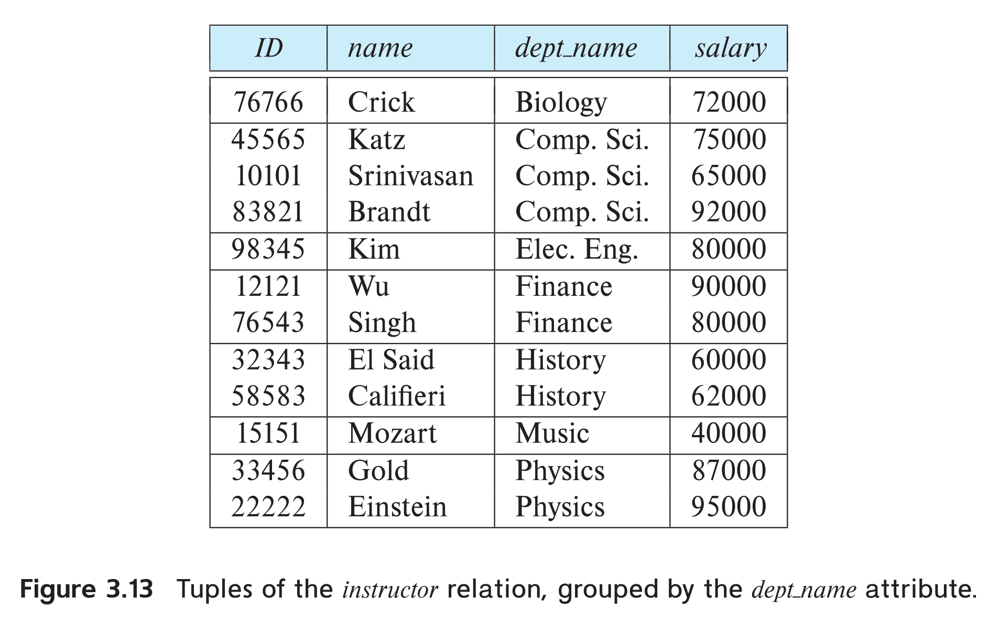 ID name dept_name salary
76766 Crick Biology 72000
45565 Katz Comp. Sci. 75000
10101 Srinivasan Comp. Sci. 65000
83821 Brandt Comp. Sci. 92000
98345 Kim Elec. Eng. 80000
12121 Wu Finance 90000
76543 Singh Finance 80000
32343 El Said History 60000
58583 Califieri History 62000
15151 Mozart Music 40000
33456 Gold Physics 87000
22222 Einstein Physics 95000
Figure 3.13 Tuples of the instructor relation, grouped by the dept_name attribute.